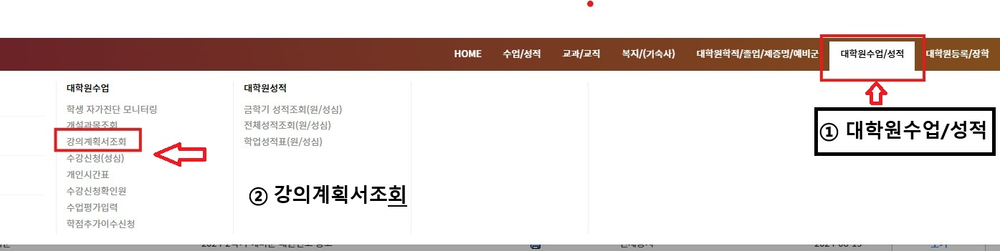 HOME 수업/성적 교과/교직 복지/(기숙사) 대학원학적/졸업/제증명/예비군 대학원수업/성적 대학원등록/장학
대학원수업 대학원성적
학생 자가진단 모니터링 금학기 성적조회(원/성심)
개설과목조회 전체성적조회(원/성심)
강의계획서조회 학업성적표(원/성심)
① 대학원수업/성적
수강신청(성심)
개인시간표
수강신청확인원
② 강의계획서조회
수업평가입력
학점추가이수신청